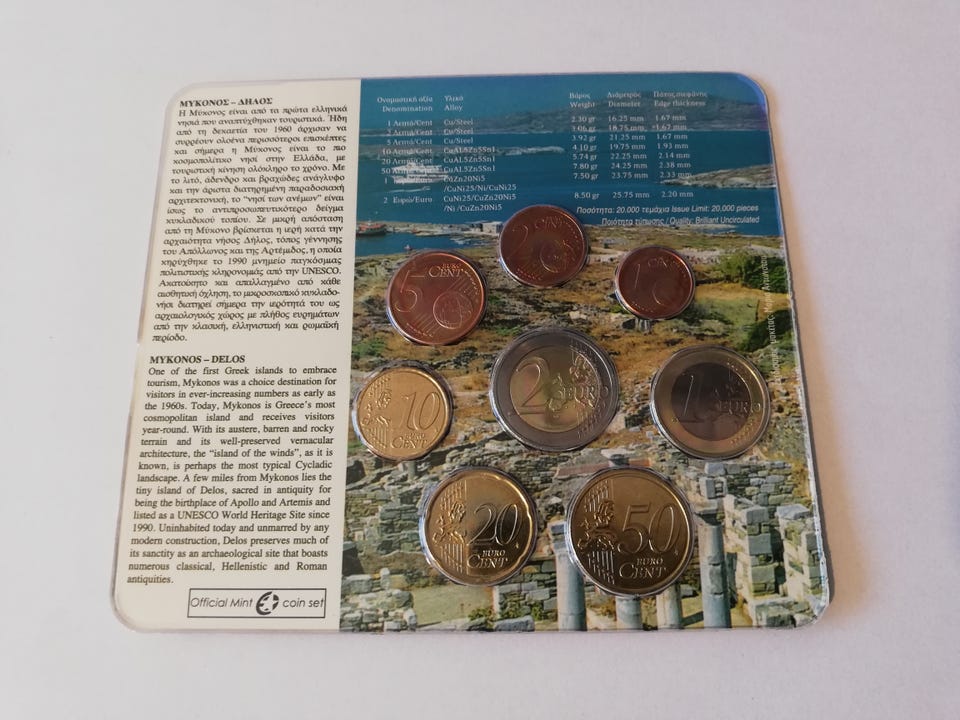 ΜΥΚΟΝΟΣ – ΔΗΛΟΣ
Η Μύκονος είναι από τα πρώτα ελληνικά
νησιά που αναπτύχθηκαν τουριστικά. Ήδη
από τη δεκαετία του 1960 άρχισαν να
συρρέουν ολοένα περισσότεροι επισκέπτες
και σήμερα η Μύκονος είναι το πιο
κοσμοπολίτικο νησί στην Ελλάδα, με
τουριστική κίνηση ολόκληρο το χρόνο. Με
το λιτό, άδενδρο και βραχώδες ανάγλυφο
και την άριστα διατηρημένη παραδοσιακή
αρχιτεκτονική, το "νησί των ανέμων" είναι
ίσως το αντιπροσωπευτικότερο δείγμα
κυκλαδικού τοπίου. Σε μικρή απόσταση
από τη Μύκονο βρίσκεται η ιερή κατά την
αρχαιότητα νήσος Δήλος, τόπος γέννησης
του Απόλλωνος και της Αρτέμιδος, η οποία
κηρύχθηκε το 1990 μνημείο παγκόσμιας
πολιτιστικής κληρονομιάς από την UNESCO.
Ακατοίκητο και απαλλαγμένο από κάθε
αισθητική όχληση, το μικροσκοπικό κυκλαδο-
νήσι διατηρεί σήμερα την ιερότητά του ως
αρχαιολογικός χώρος με πλήθος ευρημάτων
από την κλασική, ελληνιστική και ρωμαϊκή
περίοδο.
MYKONOS – DELOS
One of the first Greek islands to embrace
tourism, Mykonos was a choice destination for
visitors in ever-increasing numbers as early as
the 1960s. Today, Mykonos is Greece's most
cosmopolitan island and receives visitors
year-round. With its austere, barren and rocky
terrain and its well-preserved vernacular
architecture, the "island of the winds", as it is
known, is perhaps the most typical Cycladic
landscape. A few miles from Mykonos lies the
tiny island of Delos, sacred in antiquity for
being the birthplace of Apollo and Artemis and
listed as a UNESCO World Heritage Site since
1990. Uninhabited today and unmarred by any
modern construction, Delos preserves much of
its sanctity as an archaeological site that boasts
numerous classical, Hellenistic and Roman
antiquities.
Official Mint € coin set
Ονομαστική αξία Υλικό Βάρος Διάμετρος Πάχος στεφάνης
Denomination Alloy Weight Diameter Edge thickness
1 Λεπτό/Cent Cu/Steel 2.30 gr 16.25 mm 1.67 mm
2 Λεπτά/Cent Cu/Steel 3.06 gr 18.75 mm 1.67 mm
5 Λεπτά/Cent Cu/Steel 3.92 gr 21.25 mm 1.67 mm
10 Λεπτά/Cent CuAL5Zn5Sn1 4.10 gr 19.75 mm 1.93 mm
20 Λεπτά/Cent CuAL5Zn5Sn1 5.74 gr 22.25 mm 2.14 mm
50 Λεπτά/Cent CuAL5Zn5Sn1 7.80 gr 24.25 mm 2.38 mm
1 CuZn20Ni5 7.50 gr 23.75 mm 2.33 mm
/CuNi25/Ni/CuNi25
2 Ευρώ/Euro CuNi25/CuZn20Ni5 8.50 gr 25.75 mm 2.20 mm
/Ni /CuZn20Ni5
Ποσότητα: 20.000 τεμάχια Issue Limit: 20,000 pieces
Ποιότητα τύπωσης / Quality: Brilliant Uncirculated
2 EURO CENT
5 EURO CENT
1 EURO CENT
10 EURO CENT
2 EURO
1 EURO
20 EURO CENT
50 EURO CENT